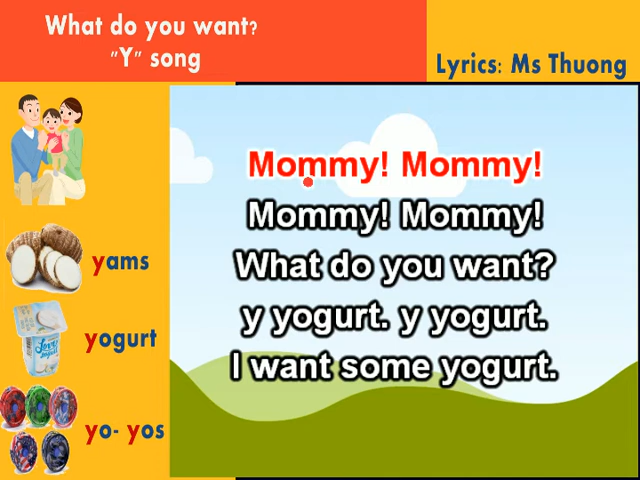 What do you want?
"Y" song
Lyrics: Ms Thuong
Mommy! Mommy!
Mommy! Mommy!
What do you want?
y yogurt. y yogurt.
I want some yogurt.
yams
yogurt
yo- yos